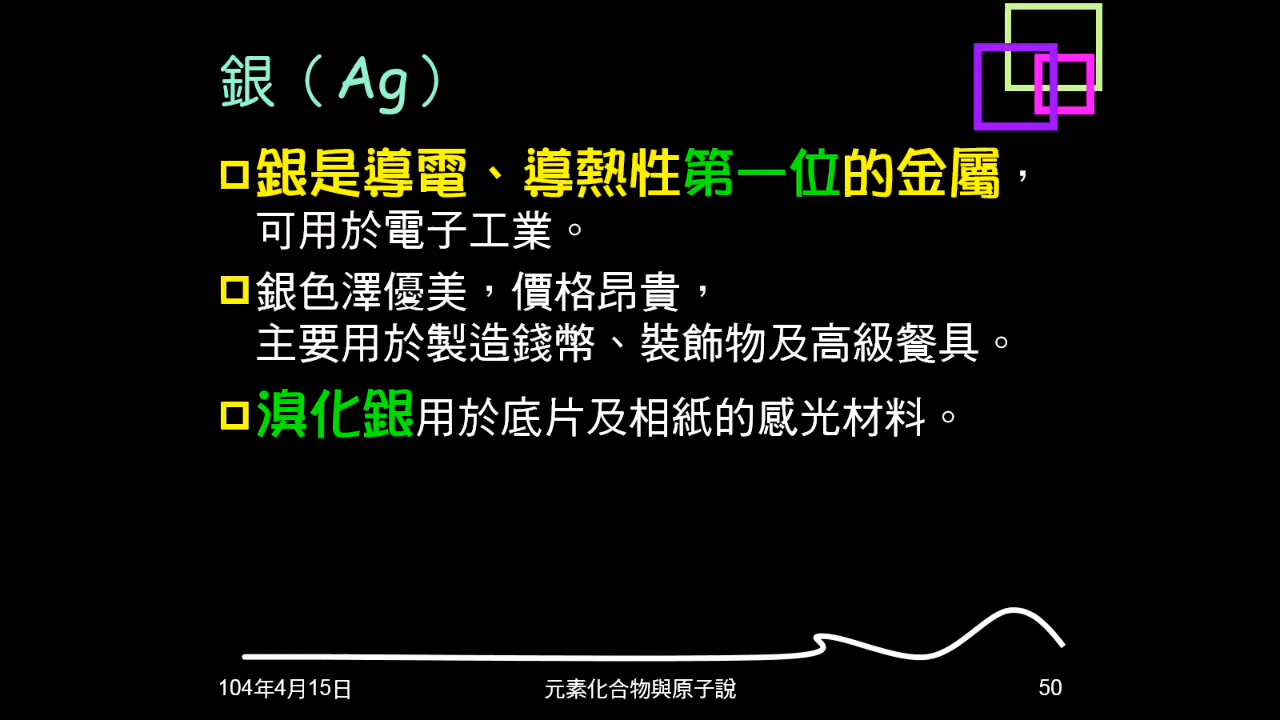 銀（Ag）
銀是導電、導熱性第一位的金屬，
可用於電子工業。
銀色澤優美，價格昂貴，
主要用於製造錢幣、裝飾物及高級餐具。
溴化銀用於底片及相紙的感光材料。
104年4月15日
元素化合物與原子說
50